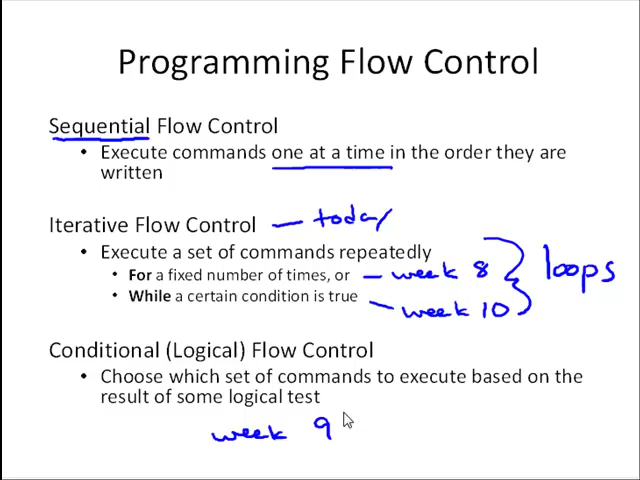 Programming Flow Control
Sequential Flow Control
• Execute commands one at a time in the order they are
written
Iterative Flow Control — today
• Execute a set of commands repeatedly
• For a fixed number of times, or — week 8
loops
• While a certain condition is true — week 10
Conditional (Logical) Flow Control
• Choose which set of commands to execute based on the
result of some logical test
week 9